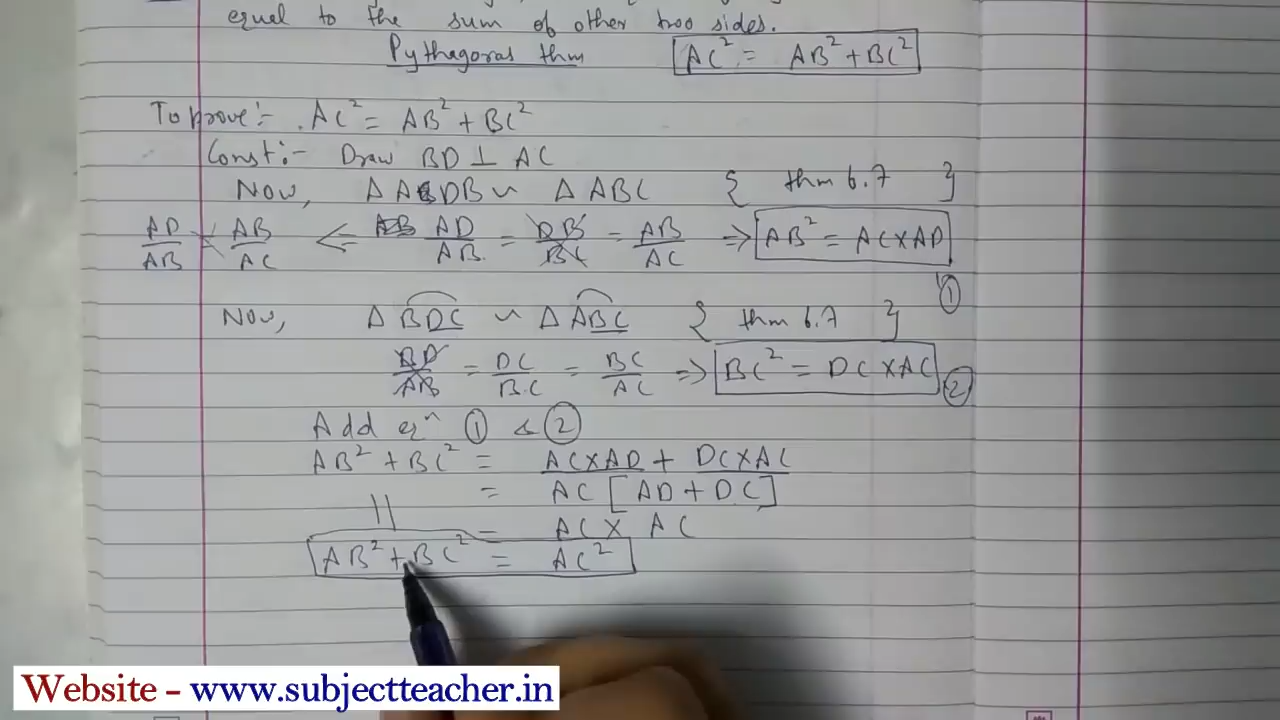 equal to the sum of other two sides.
Pythagoras thm AC² = AB² + BC²
To prove:- AC² = AB² + BC²
Const:- Draw BD ⊥ AC
Now, Δ ADB ~ Δ ABC { thm 6.7 }
AD/AB × AB/AC <= AD/AB = DB/BC = AB/AC => AB² = AC×AD
①
Now, Δ BDC ~ Δ ABC { thm 6.7 }
BD/AB = DC/BC = BC/AC => BC² = DC×AC ②
Add eqⁿ ① & ②
AB² + BC² = AC×AD + DC×AC
= AC [AD + DC]
|| = AC × AC
AB² + BC² = AC²
Website – www.subjectteacher.in